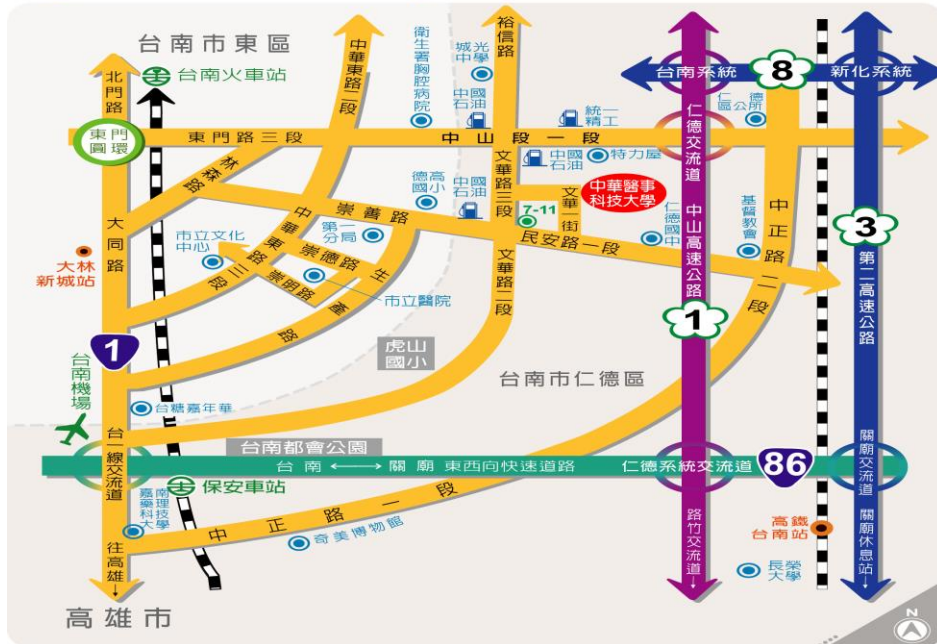 台南市東區
北門路
台南火車站
中華東路二段
衛生署胸腔病院
裕信路
城光中學
中國石油
統一精工
台南系統
8
新化系統
仁德區公所
東門圓環
東門路三段
中山段一段
仁德交流道
林森路
德高國小
中國石油
文華路三段
中國石油
特力屋
文華一街
中華醫事科技大學
7-11
崇善路
民安路一段
仁德國中
基督教會
中正路二段
中山高速公路
1
3
第二高速公路
大同路
大林新城站
市立文化中心
中華東路三段
第一分局
崇德路
崇明路
市立醫院
生產路
文華路二段
虎山國小
台南市仁德區
1
台南機場
台糖嘉年華
台一線交流道
台南都會公園
台南 ←→ 關廟 東西向快速道路
仁德系統交流道
86
關廟交流道
保安車站
嘉南藥理科技大學
中正路一段
奇美博物館
路竹交流道→
高鐵台南站
長榮大學
關廟休息站→
往高雄→
高雄市
N